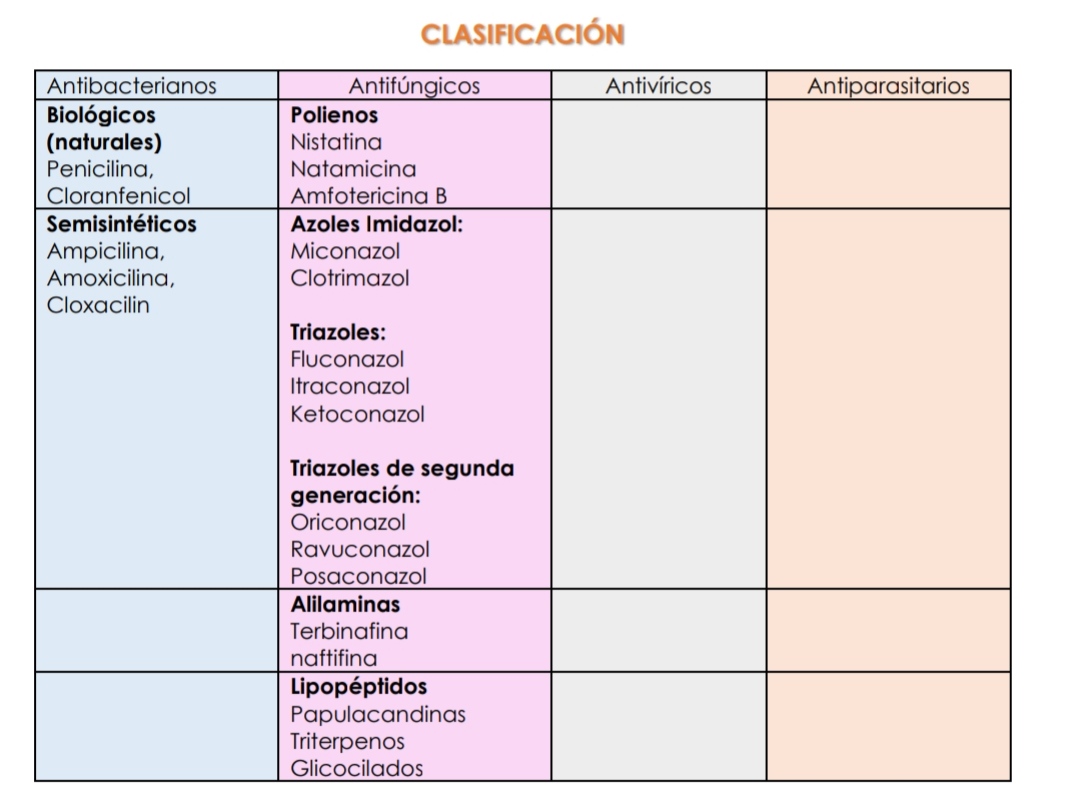 CLASIFICACIÓN
Antibacterianos
Antifúngicos
Antivíricos
Antiparasitarios
Biológicos
(naturales)
Penicilina,
Cloranfenicol
Polienos
Nistatina
Natamicina
Amfotericina B
Semisintéticos
Ampicilina,
Amoxicilina,
Cloxacilin
Azoles Imidazol:
Miconazol
Clotrimazol
Triazoles:
Fluconazol
Itraconazol
Ketoconazol
Triazoles de segunda
generación:
Oriconazol
Ravuconazol
Posaconazol
Alilaminas
Terbinafina
naftifina
Lipopéptidos
Papulacandinas
Triterpenos
Glicocilados